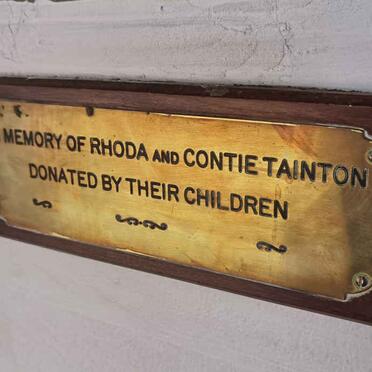 MEMORY OF RHODA AND CONTIE TAINTON
DONATED BY THEIR CHILDREN